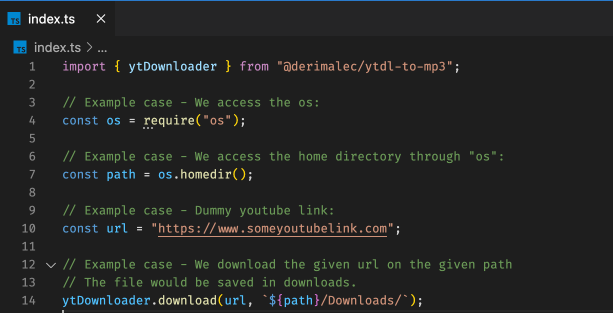 TS index.ts ×
TS index.ts > ...
1 import { ytDownloader } from "@derimalec/ytdl-to-mp3";
2
3 // Example case - We access the os:
4 const os = require("os");
5
6 // Example case - We access the home directory through "os":
7 const path = os.homedir();
8
9 // Example case - Dummy youtube link:
10 const url = "https://www.someyoutubelink.com";
11
12 // Example case - We download the given url on the given path
13 // The file would be saved in downloads.
14 ytDownloader.download(url, `${path}/Downloads/`);